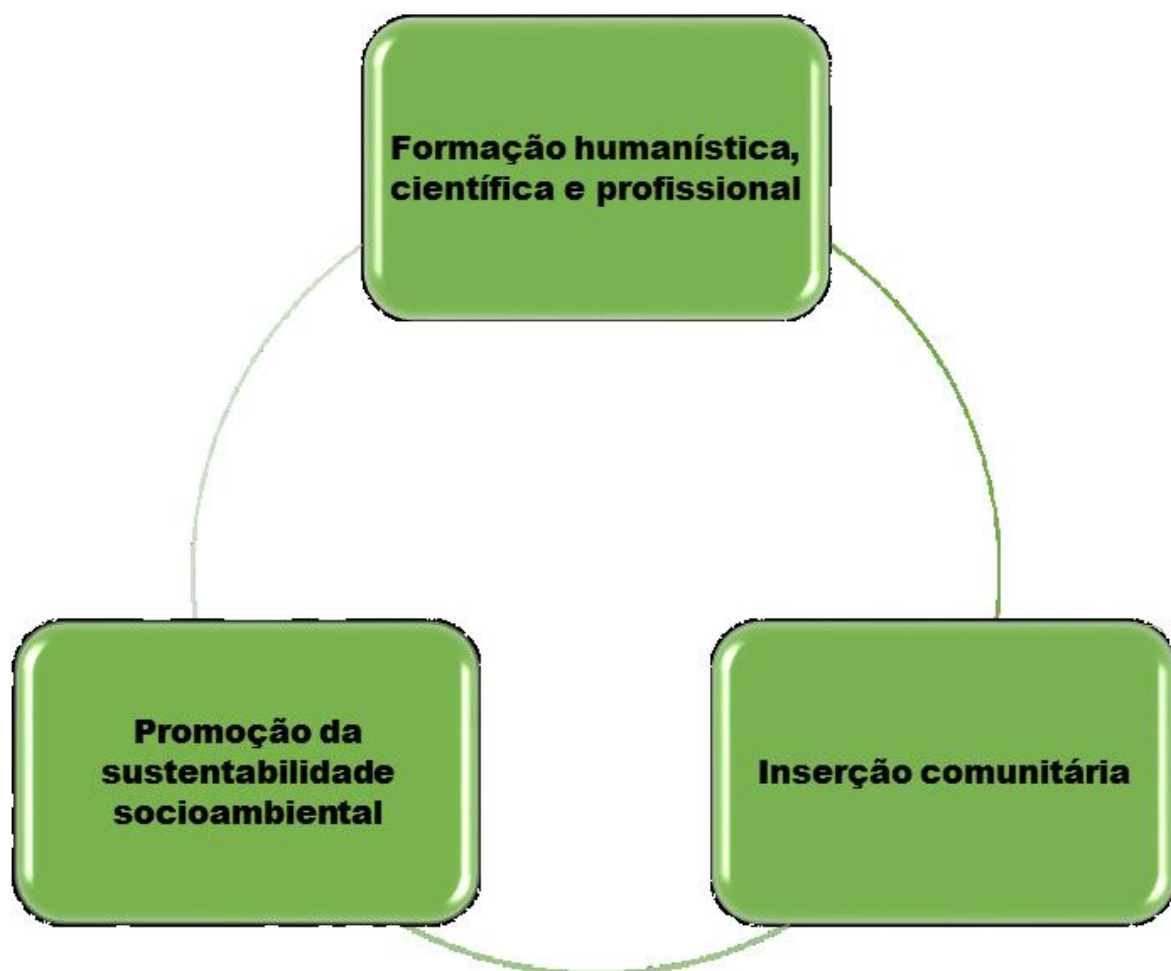 Formação humanística,
científica e profissional
Promoção da
sustentabilidade
socioambiental
Inserção comunitária